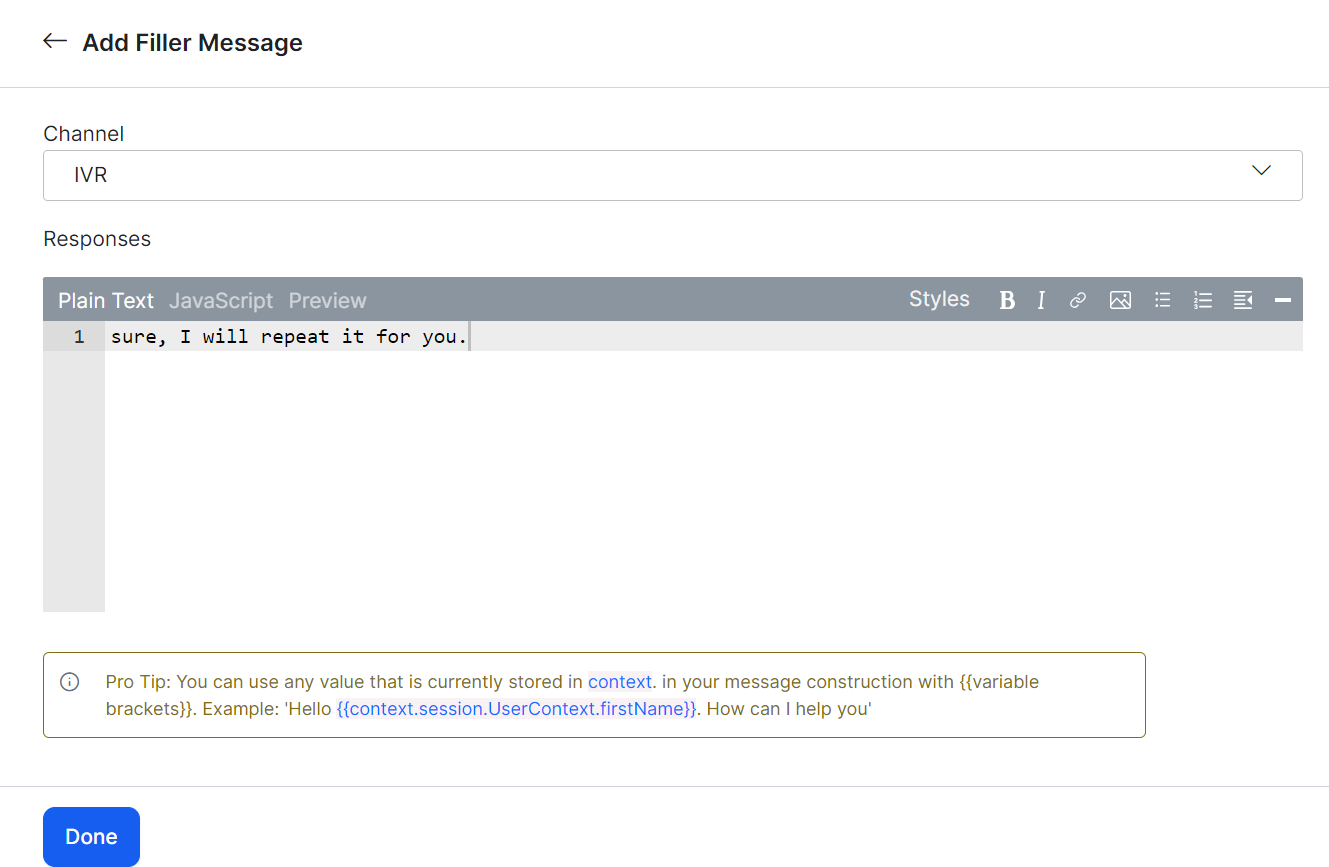 Add Filler Message
Channel
IVR
Responses
Plain Text JavaScript Preview Styles B I
1 sure, I will repeat it for you.
Pro Tip: You can use any value that is currently stored in context. in your message construction with {{variable
brackets}}. Example: 'Hello {{context.session.UserContext.firstName}}. How can I help you'
Done